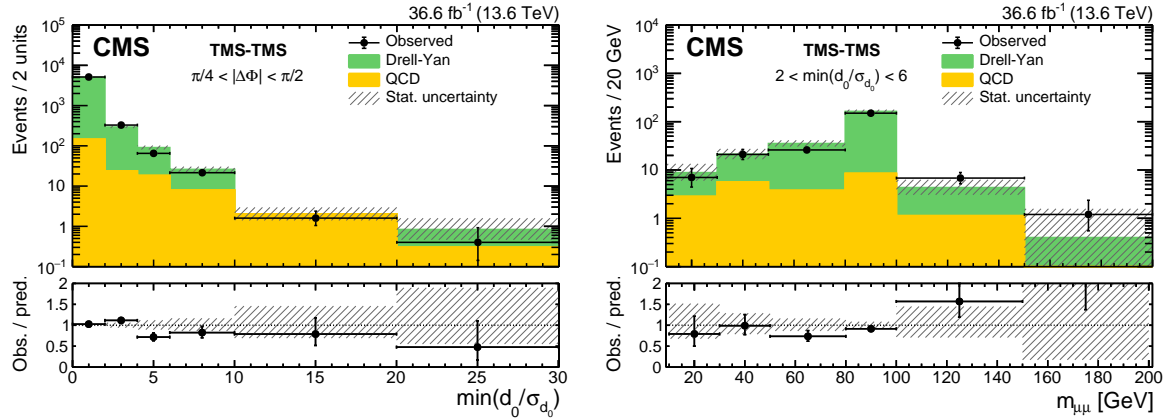 36.6 fb⁻¹ (13.6 TeV)
CMS
TMS-TMS
π/4 < |ΔΦ| < π/2
Observed
Drell-Yan
QCD
Stat. uncertainty
Events / 2 units
10⁵
10⁴
10³
10²
10
1
10⁻¹
Obs. / pred.
2
1.5
1
0.5
0
0 5 10 15 20 25 30
min(d₀/σ_d₀)
36.6 fb⁻¹ (13.6 TeV)
CMS
TMS-TMS
2 < min(d₀/σ_d₀) < 6
Observed
Drell-Yan
QCD
Stat. uncertainty
Events / 20 GeV
10⁴
10³
10²
10
1
10⁻¹
Obs. / pred.
2
1.5
1
0.5
0
20 40 60 80 100 120 140 160 180 200
m_μμ [GeV]